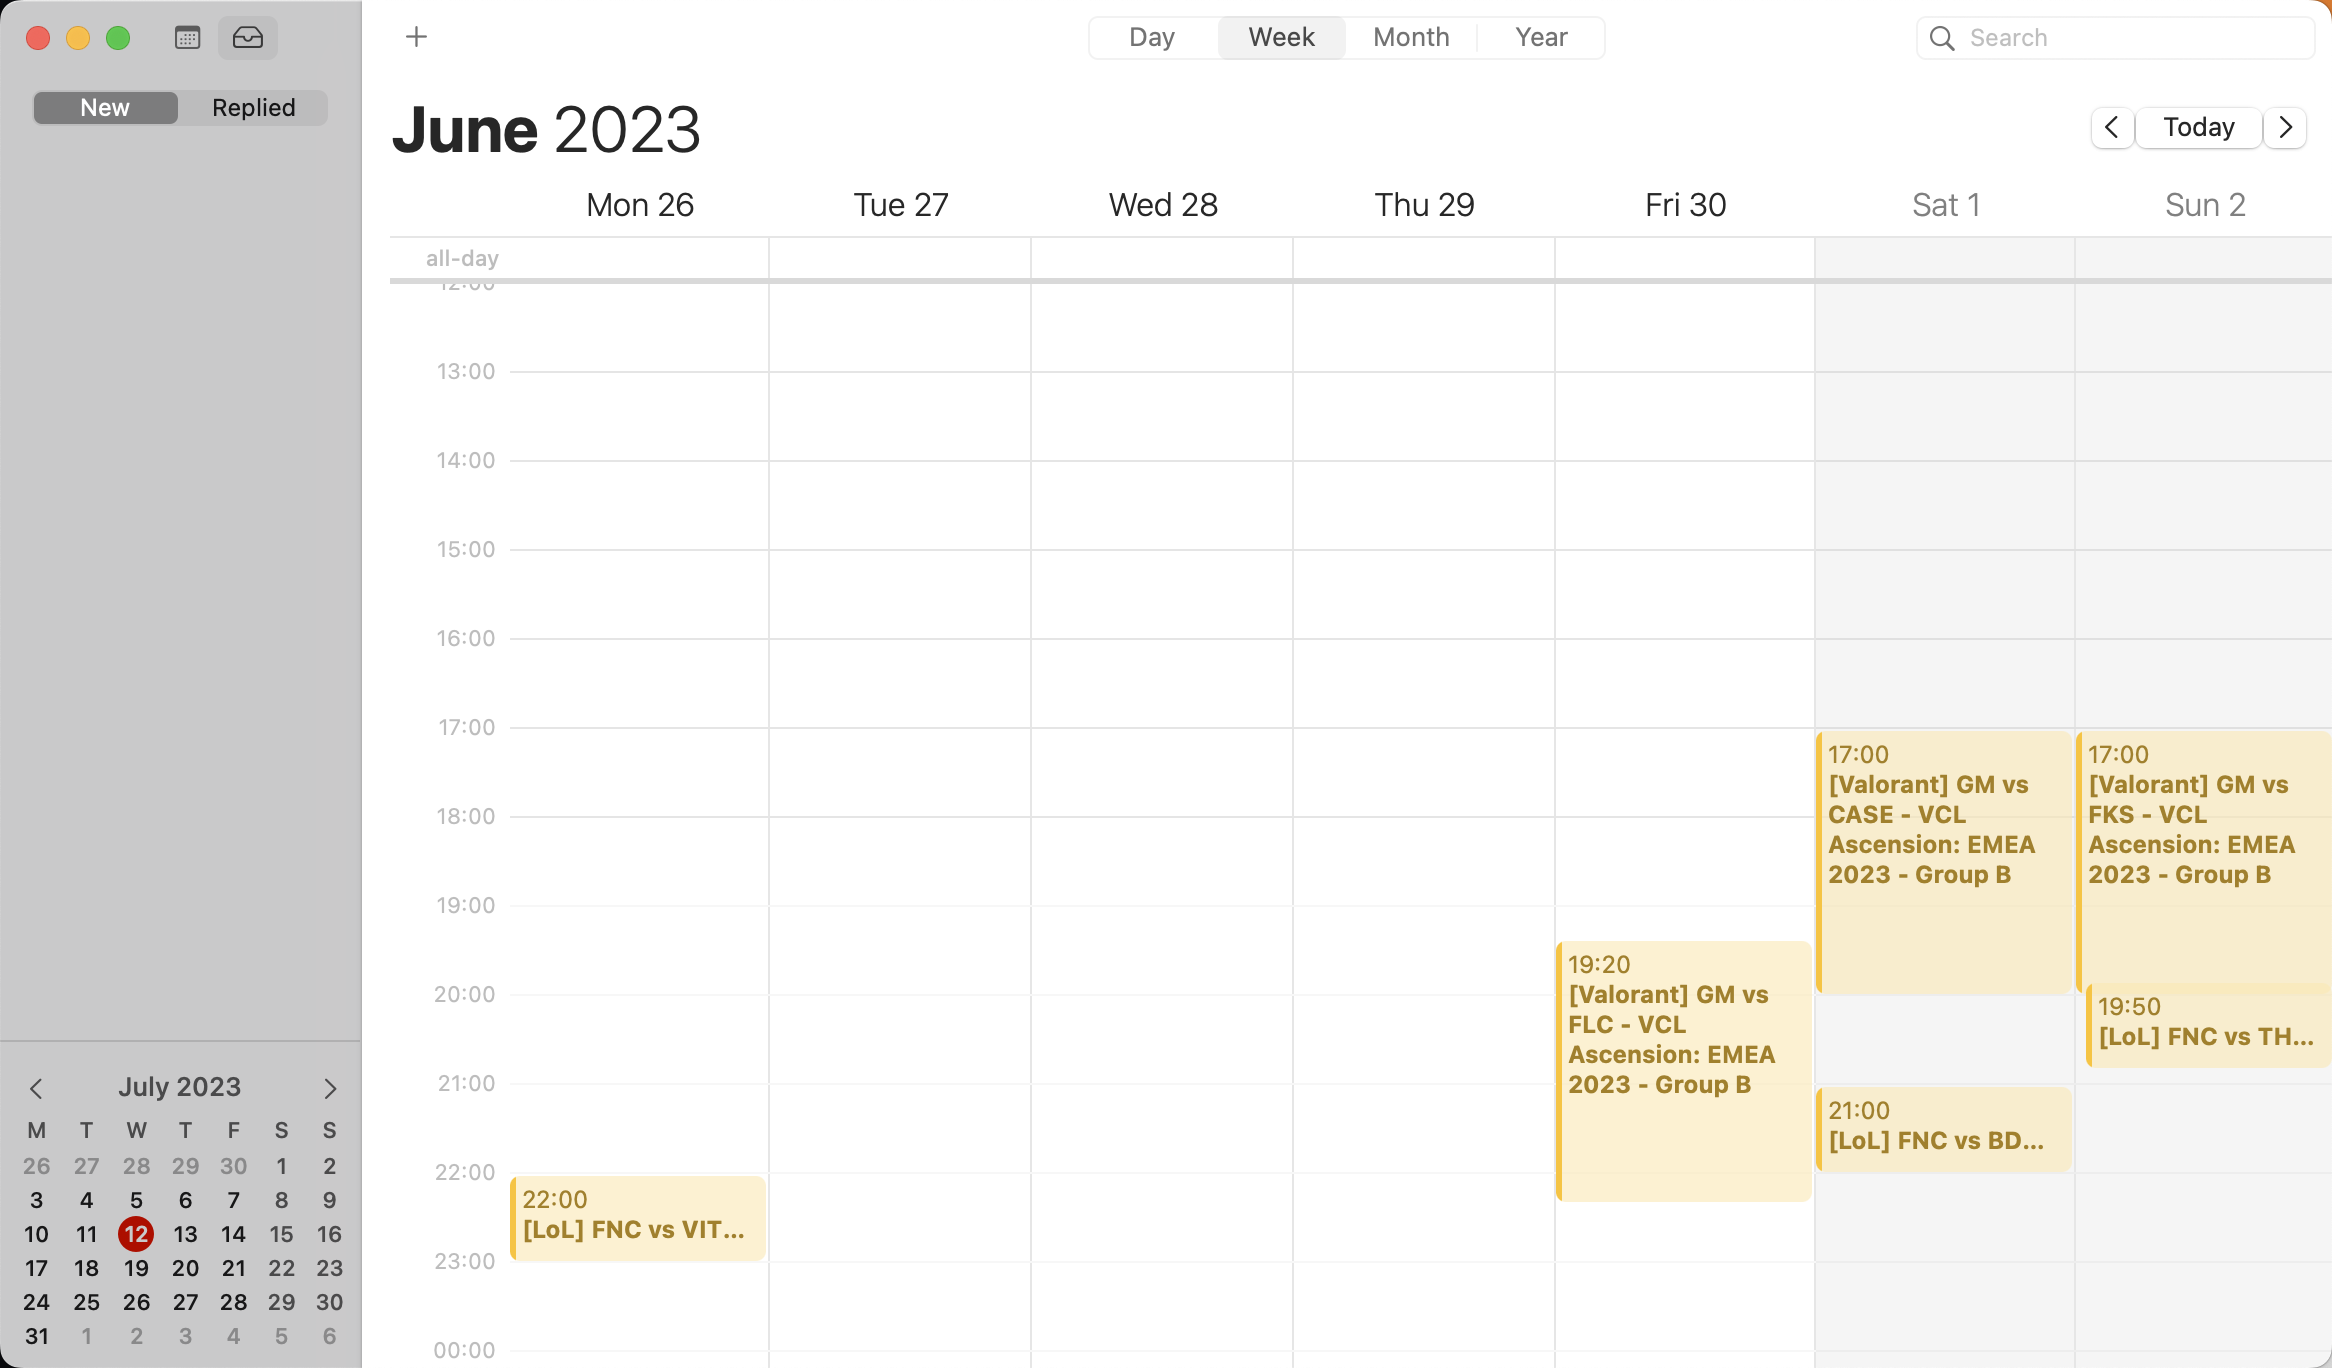 New Replied
Day Week Month Year
Search
June 2023
Today
Mon 26 Tue 27 Wed 28 Thu 29 Fri 30 Sat 1 Sun 2
all-day
12:00
13:00
14:00
15:00
16:00
17:00
18:00
19:00
20:00
21:00
22:00
23:00
00:00
22:00
[LoL] FNC vs VIT...
19:20
[Valorant] GM vs
FLC - VCL
Ascension: EMEA
2023 - Group B
17:00
[Valorant] GM vs
CASE - VCL
Ascension: EMEA
2023 - Group B
21:00
[LoL] FNC vs BD...
17:00
[Valorant] GM vs
FKS - VCL
Ascension: EMEA
2023 - Group B
19:50
[LoL] FNC vs TH...
July 2023
M T W T F S S
26 27 28 29 30 1 2
3 4 5 6 7 8 9
10 11 12 13 14 15 16
17 18 19 20 21 22 23
24 25 26 27 28 29 30
31 1 2 3 4 5 6